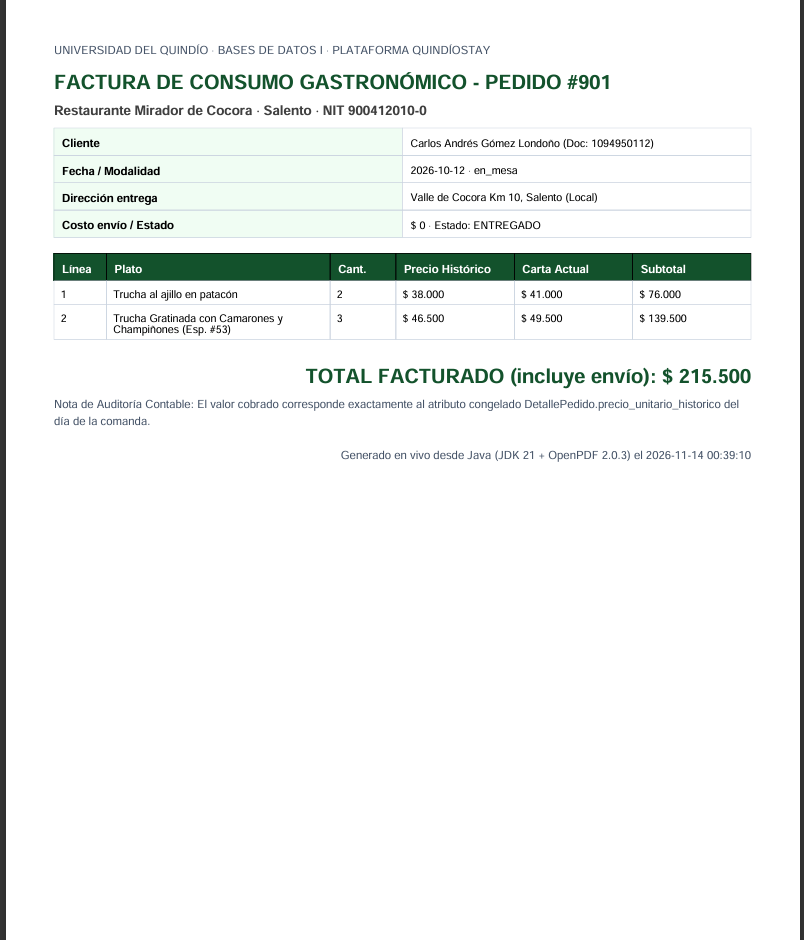 UNIVERSIDAD DEL QUINDÍO · BASES DE DATOS I · PLATAFORMA QUINDÍOSTAY
FACTURA DE CONSUMO GASTRONÓMICO - PEDIDO #901
Restaurante Mirador de Cocora · Salento · NIT 900412010-0
Cliente Carlos Andrés Gómez Londoño (Doc: 1094950112)
Fecha / Modalidad 2026-10-12 · en_mesa
Dirección entrega Valle de Cocora Km 10, Salento (Local)
Costo envío / Estado $ 0 · Estado: ENTREGADO
Línea Plato Cant. Precio Histórico Carta Actual Subtotal
1 Trucha al ajillo en patacón 2 $ 38.000 $ 41.000 $ 76.000
2 Trucha Gratinada con Camarones y 3 $ 46.500 $ 49.500 $ 139.500
Champiñones (Esp. #53)
TOTAL FACTURADO (incluye envío): $ 215.500
Nota de Auditoría Contable: El valor cobrado corresponde exactamente al atributo congelado DetallePedido.precio_unitario_historico del
día de la comanda.
Generado en vivo desde Java (JDK 21 + OpenPDF 2.0.3) el 2026-11-14 00:39:10